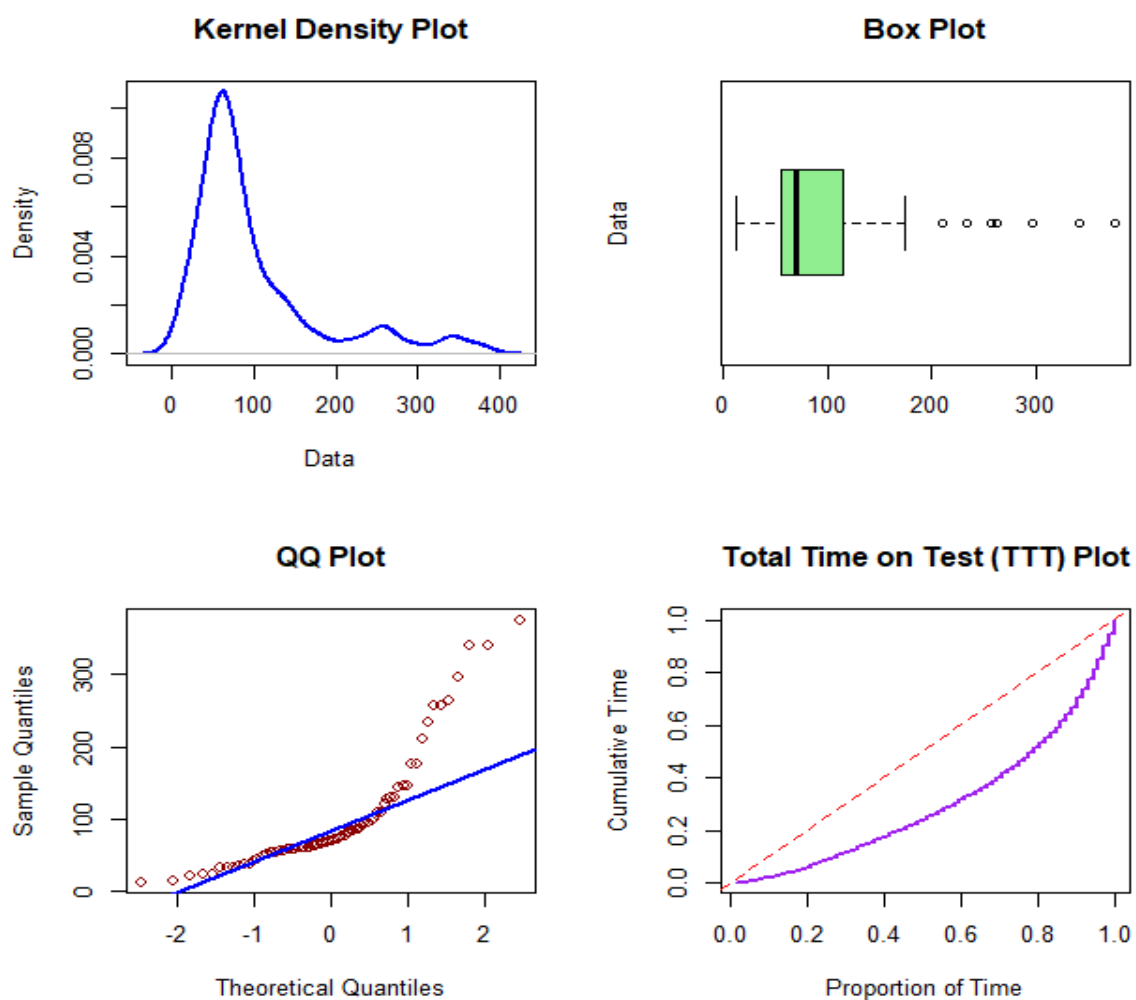 Kernel Density Plot
Density
0.000 0.004 0.008
0 100 200 300 400
Data
Box Plot
Data
0 100 200 300
QQ Plot
Sample Quantiles
0 100 200 300
-2 -1 0 1 2
Theoretical Quantiles
Total Time on Test (TTT) Plot
Cumulative Time
0.0 0.2 0.4 0.6 0.8 1.0
0.0 0.2 0.4 0.6 0.8 1.0
Proportion of Time